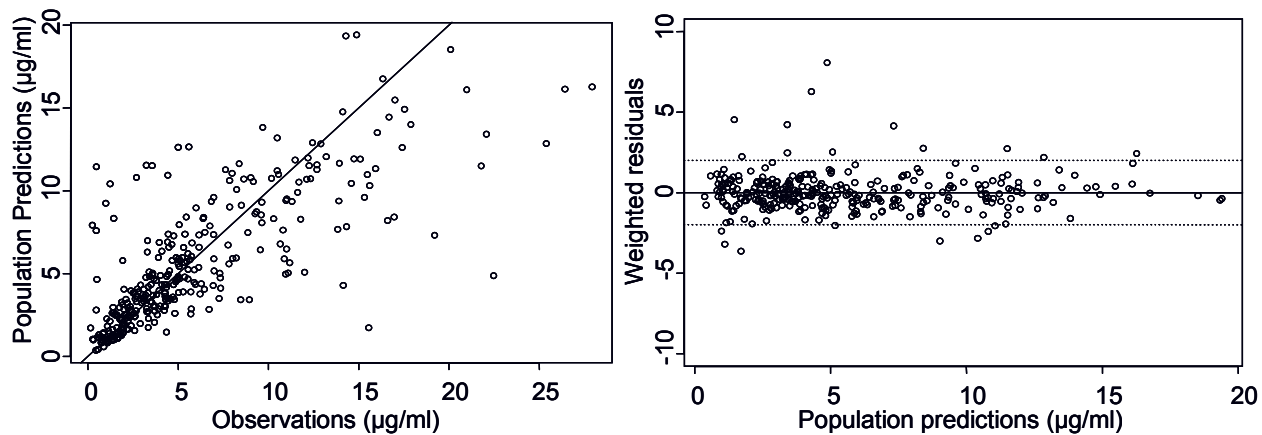 Population Predictions (µg/ml)
20
15
10
5
0
0 5 10 15 20 25
Observations (µg/ml)
Weighted residuals
10
5
0
-5
-10
0 5 10 15 20
Population predictions (µg/ml)